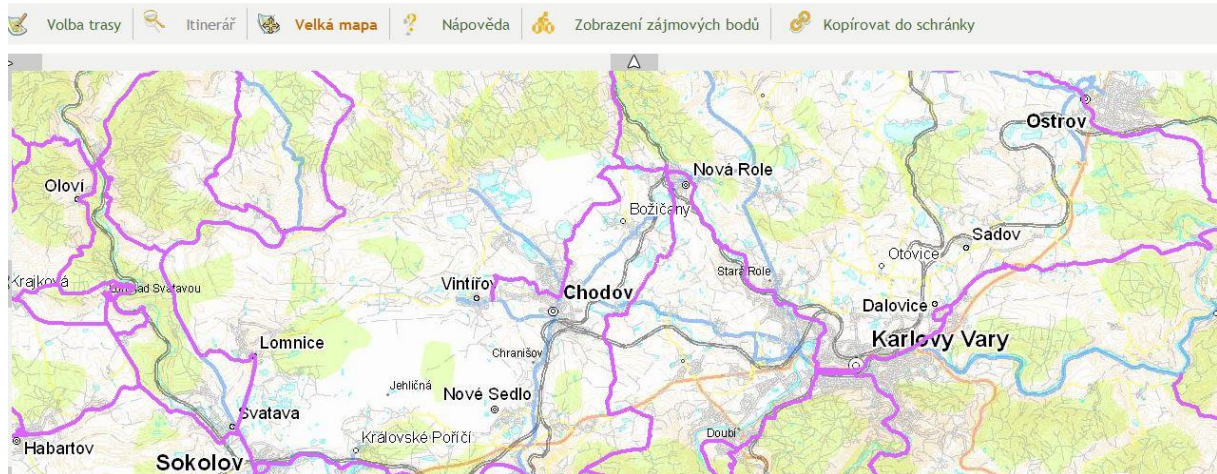 Volba trasy Itinerář Velká mapa Nápověda Zobrazení zájmových bodů Kopírovat do schránky
Ostrov
Nová Role
Oloví
Božičany
Sadov
Otovice
Stará Role
Krajková
Vintířov
Chodov
Dalovice
Karlovy Vary
Lomnice
Chranišov
Jehličná
Nové Sedlo
Svatava
Doubí
Královské Poříčí
Habartov
Sokolov